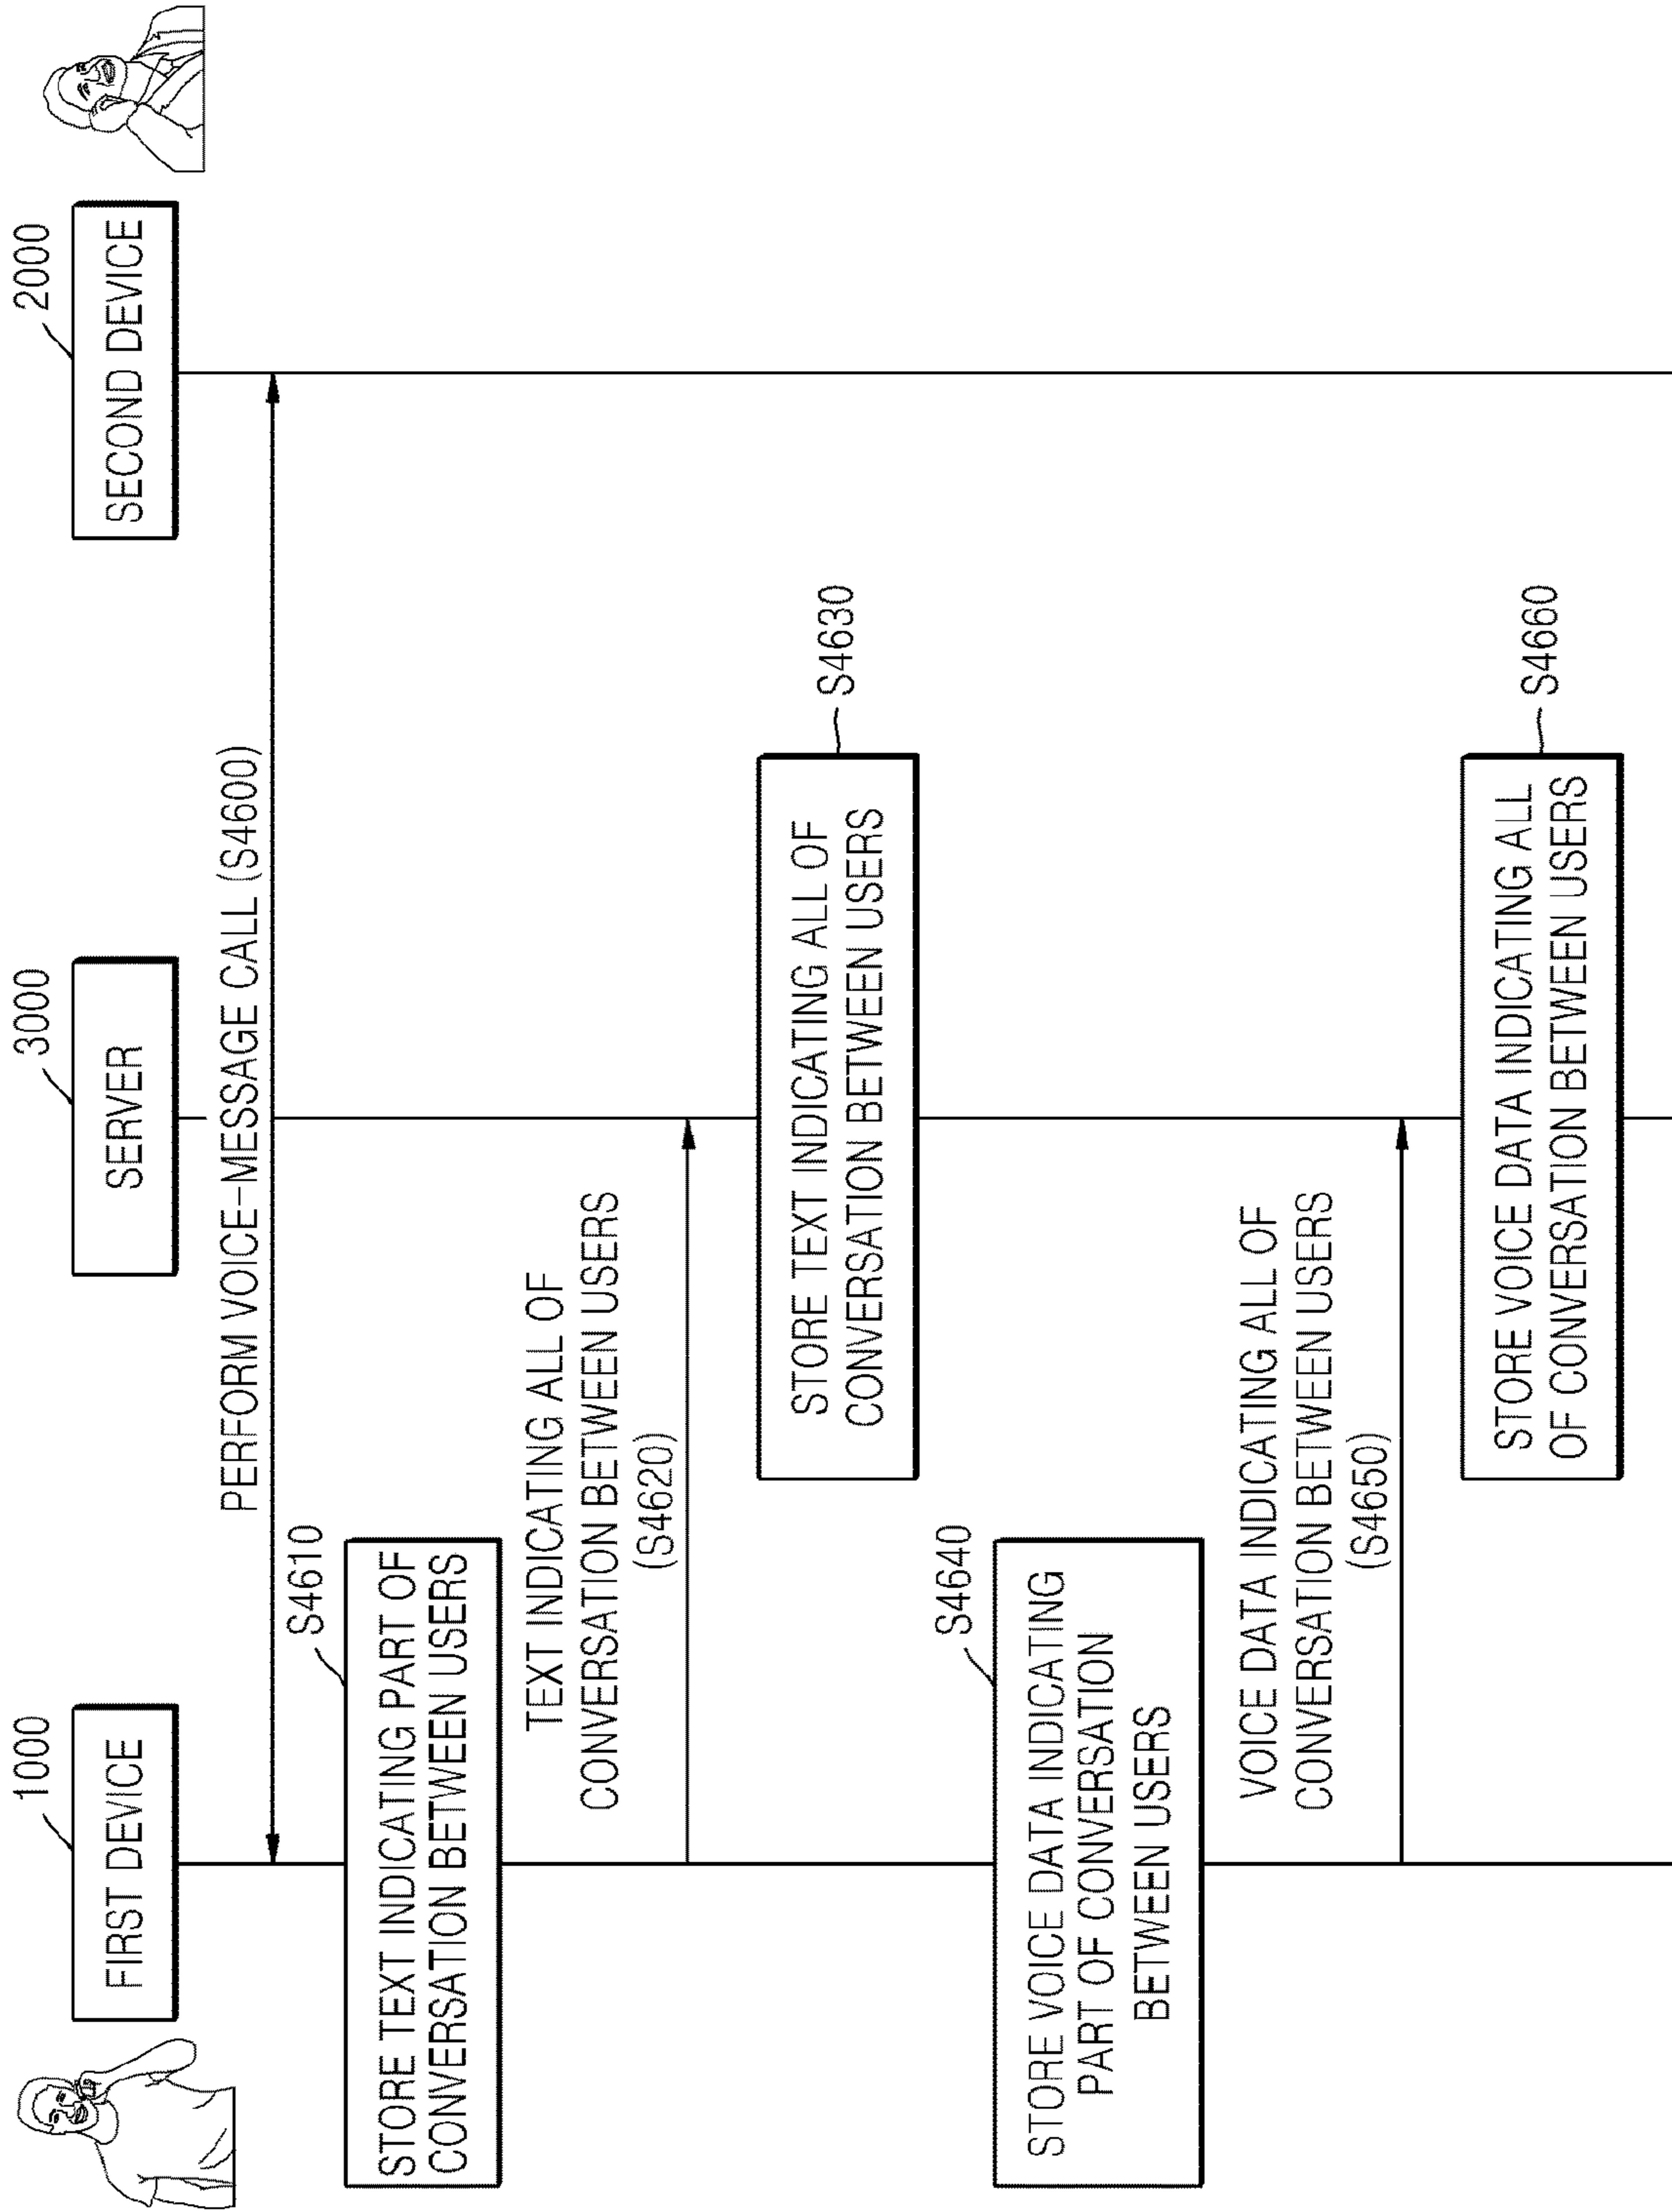 1000
3000
2000
FIRST DEVICE
SERVER
SECOND DEVICE
PERFORM VOICE-MESSAGE CALL (S4600)
S4610
STORE TEXT INDICATING PART OF
CONVERSATION BETWEEN USERS
TEXT INDICATING ALL OF
CONVERSATION BETWEEN USERS
(S4620)
STORE TEXT INDICATING ALL OF
CONVERSATION BETWEEN USERS
S4630
S4640
STORE VOICE DATA INDICATING
PART OF CONVERSATION
BETWEEN USERS
VOICE DATA INDICATING ALL OF
CONVERSATION BETWEEN USERS
(S4650)
STORE VOICE DATA INDICATING ALL
OF CONVERSATION BETWEEN USERS
S4660